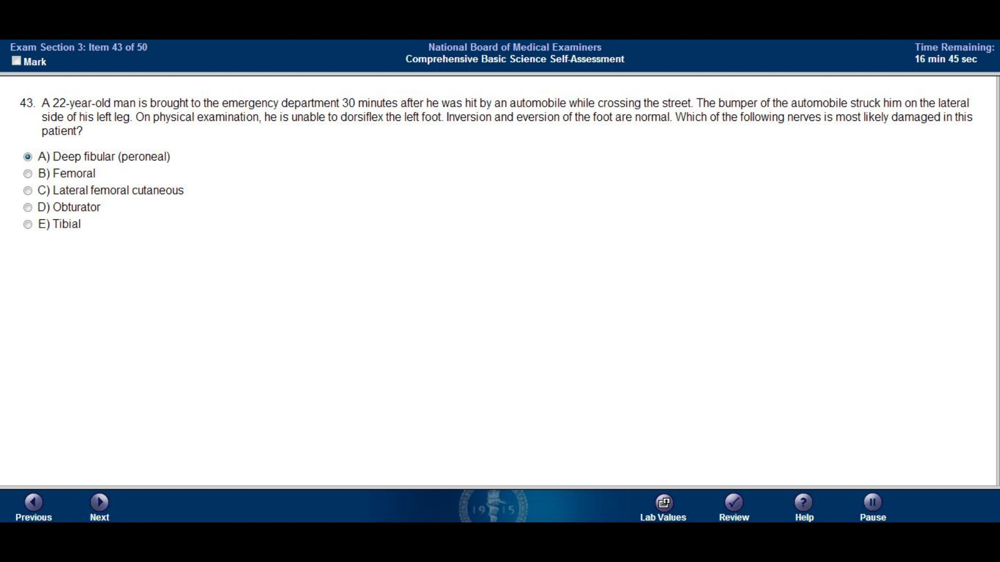 Exam Section 3: Item 43 of 50
Mark
National Board of Medical Examiners
Comprehensive Basic Science Self-Assessment
Time Remaining:
16 min 45 sec
43. A 22-year-old man is brought to the emergency department 30 minutes after he was hit by an automobile while crossing the street. The bumper of the automobile struck him on the lateral
side of his left leg. On physical examination, he is unable to dorsiflex the left foot. Inversion and eversion of the foot are normal. Which of the following nerves is most likely damaged in this
patient?
A) Deep fibular (peroneal)
B) Femoral
C) Lateral femoral cutaneous
D) Obturator
E) Tibial
1915
Previous
Next
Lab Values
Review
Help
Pause